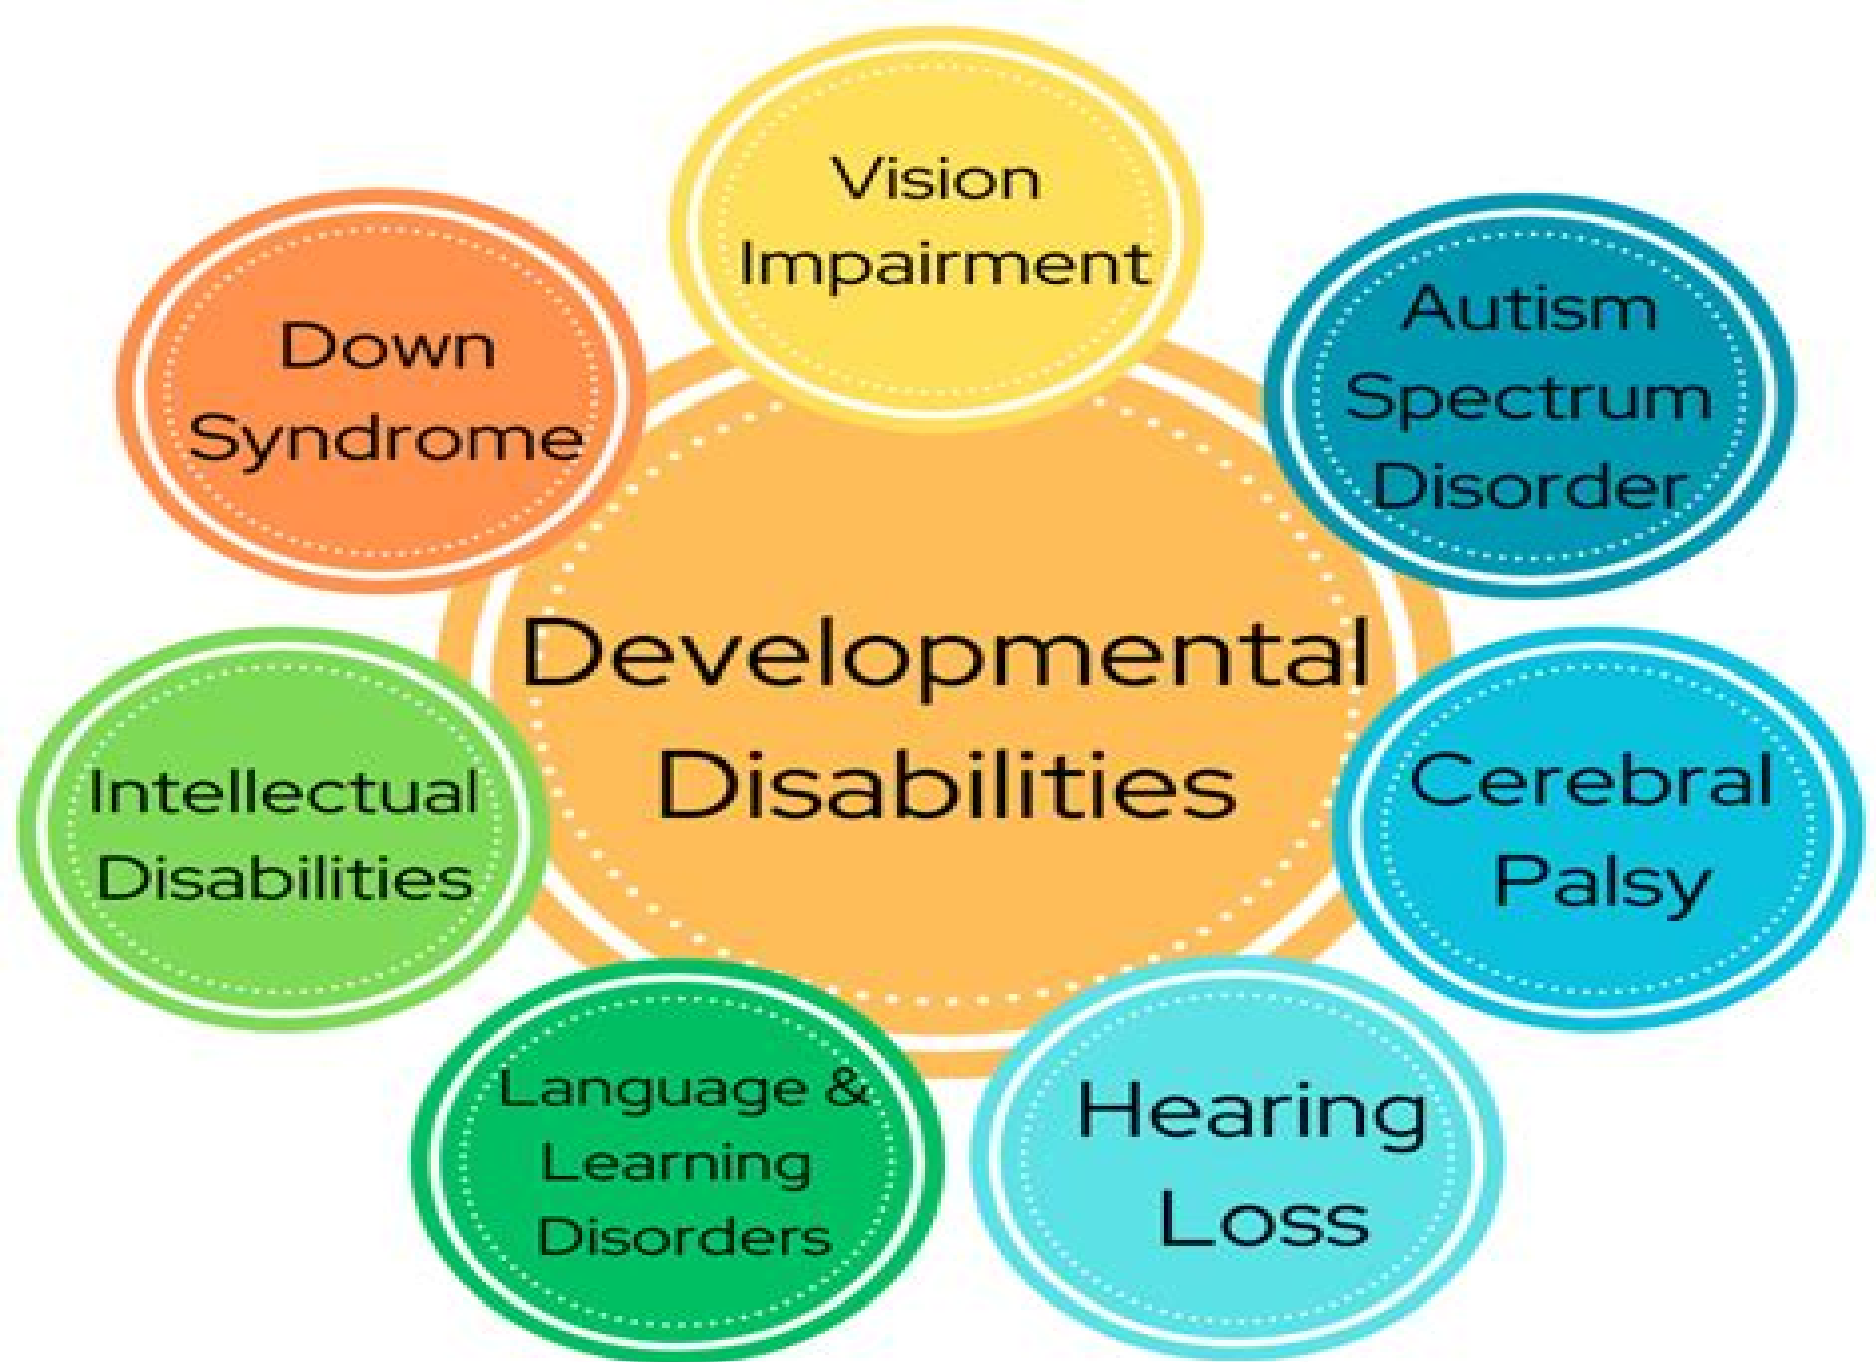 Vision
Impairment
Down
Syndrome
Autism
Spectrum
Disorder
Developmental
Disabilities
Intellectual
Disabilities
Cerebral
Palsy
Language &
Learning
Disorders
Hearing
Loss